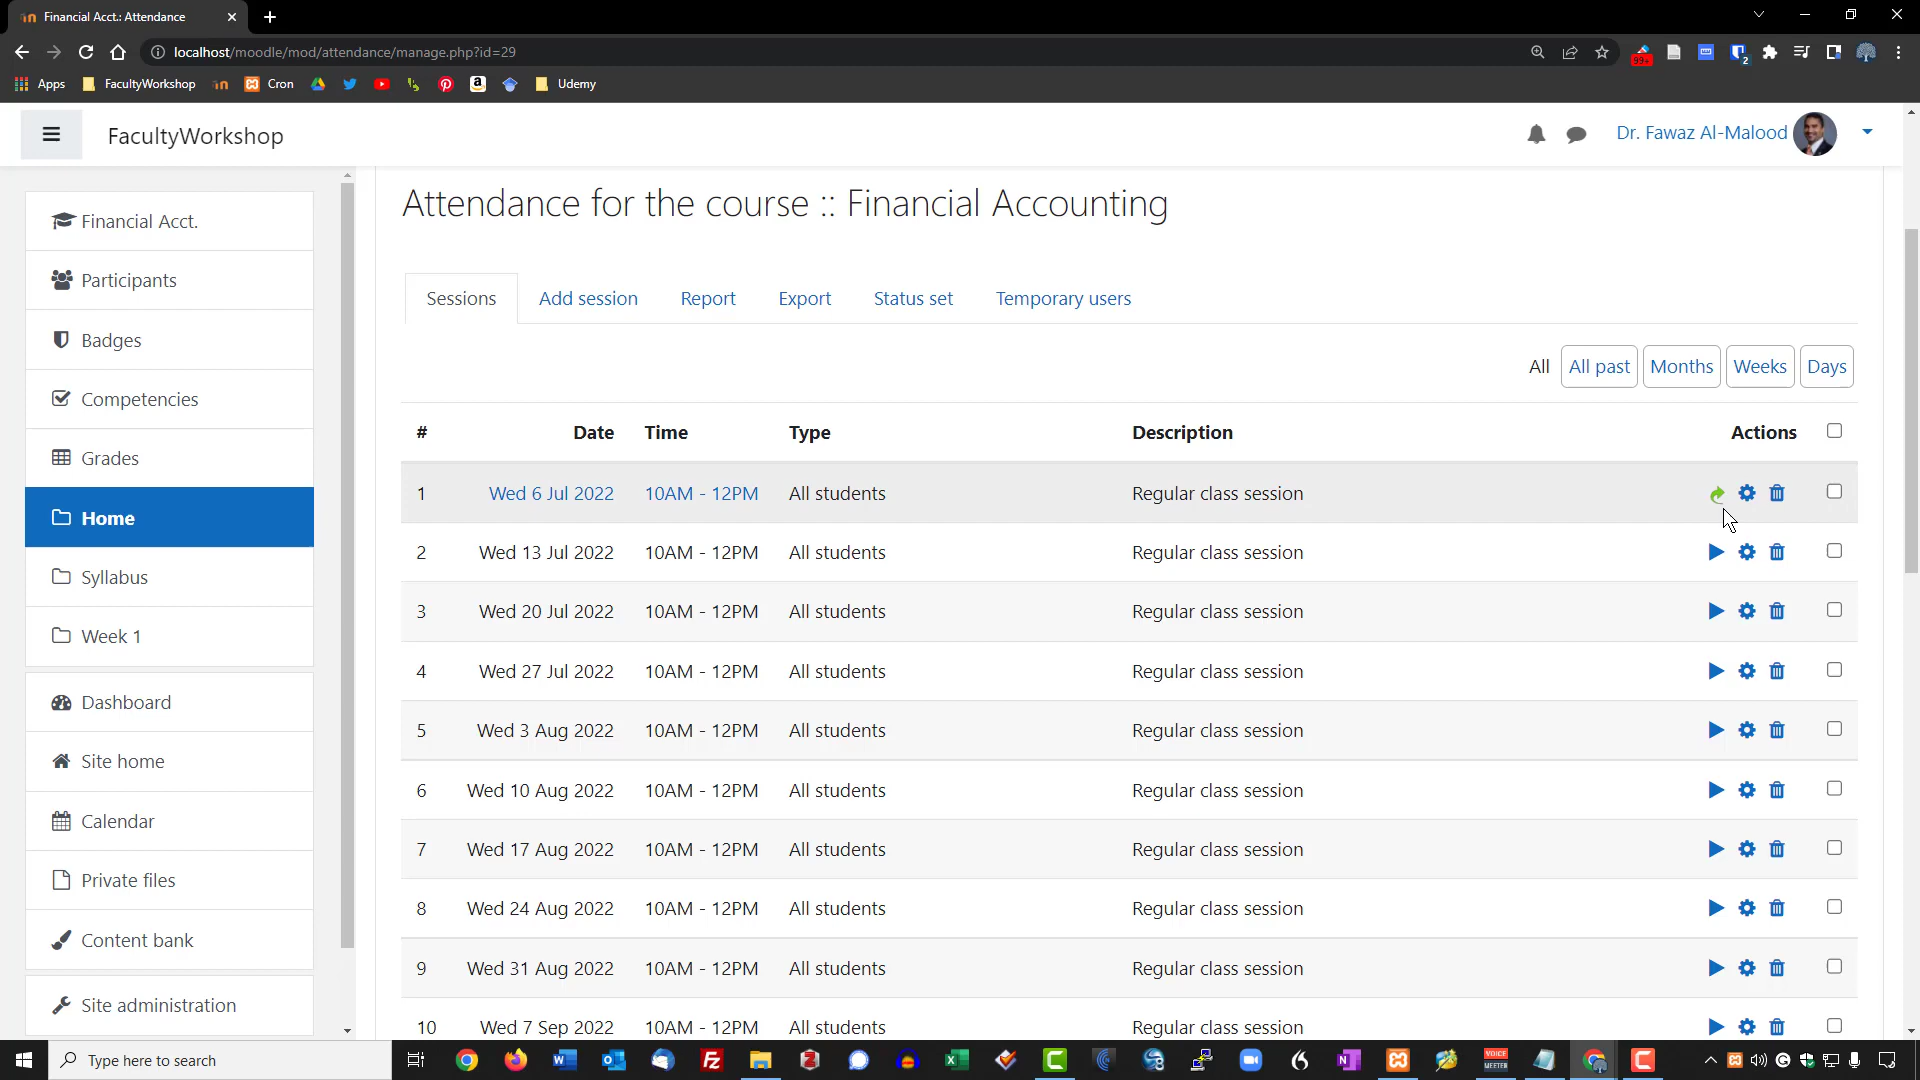 Financial Acct.: Attendance
localhost/moodle/mod/attendance/manage.php?id=29
99+
2
Apps FacultyWorkshop Cron Udemy
FacultyWorkshop
Dr. Fawaz Al-Malood
Financial Acct.
Participants
Badges
Competencies
Grades
Home
Syllabus
Week 1
Dashboard
Site home
Calendar
Private files
Content bank
Site administration
Attendance for the course :: Financial Accounting
Sessions Add session Report Export Status set Temporary users
All All past Months Weeks Days
# Date Time Type Description Actions
1 Wed 6 Jul 2022 10AM - 12PM All students Regular class session
2 Wed 13 Jul 2022 10AM - 12PM All students Regular class session
3 Wed 20 Jul 2022 10AM - 12PM All students Regular class session
4 Wed 27 Jul 2022 10AM - 12PM All students Regular class session
5 Wed 3 Aug 2022 10AM - 12PM All students Regular class session
6 Wed 10 Aug 2022 10AM - 12PM All students Regular class session
7 Wed 17 Aug 2022 10AM - 12PM All students Regular class session
8 Wed 24 Aug 2022 10AM - 12PM All students Regular class session
9 Wed 31 Aug 2022 10AM - 12PM All students Regular class session
10 Wed 7 Sep 2022 10AM - 12PM All students Regular class session
Type here to search
VOICE
MEETER